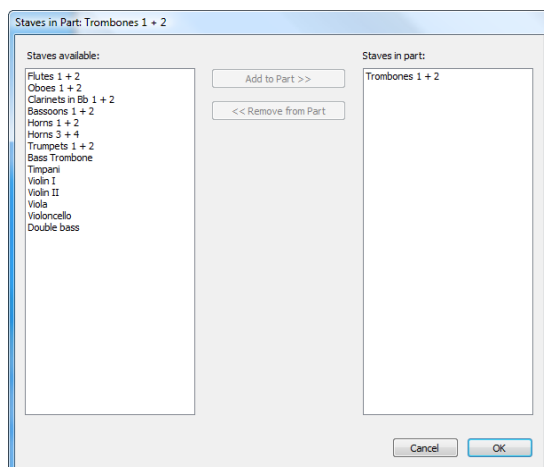 Staves in Part: Trombones 1 + 2
Staves available:
Flutes 1 + 2
Oboes 1 + 2
Clarinets in Bb 1 + 2
Bassoons 1 + 2
Horns 1 + 2
Horns 3 + 4
Trumpets 1 + 2
Bass Trombone
Timpani
Violin I
Violin II
Viola
Violoncello
Double bass
Add to Part >>
<< Remove from Part
Staves in part:
Trombones 1 + 2
Cancel
OK